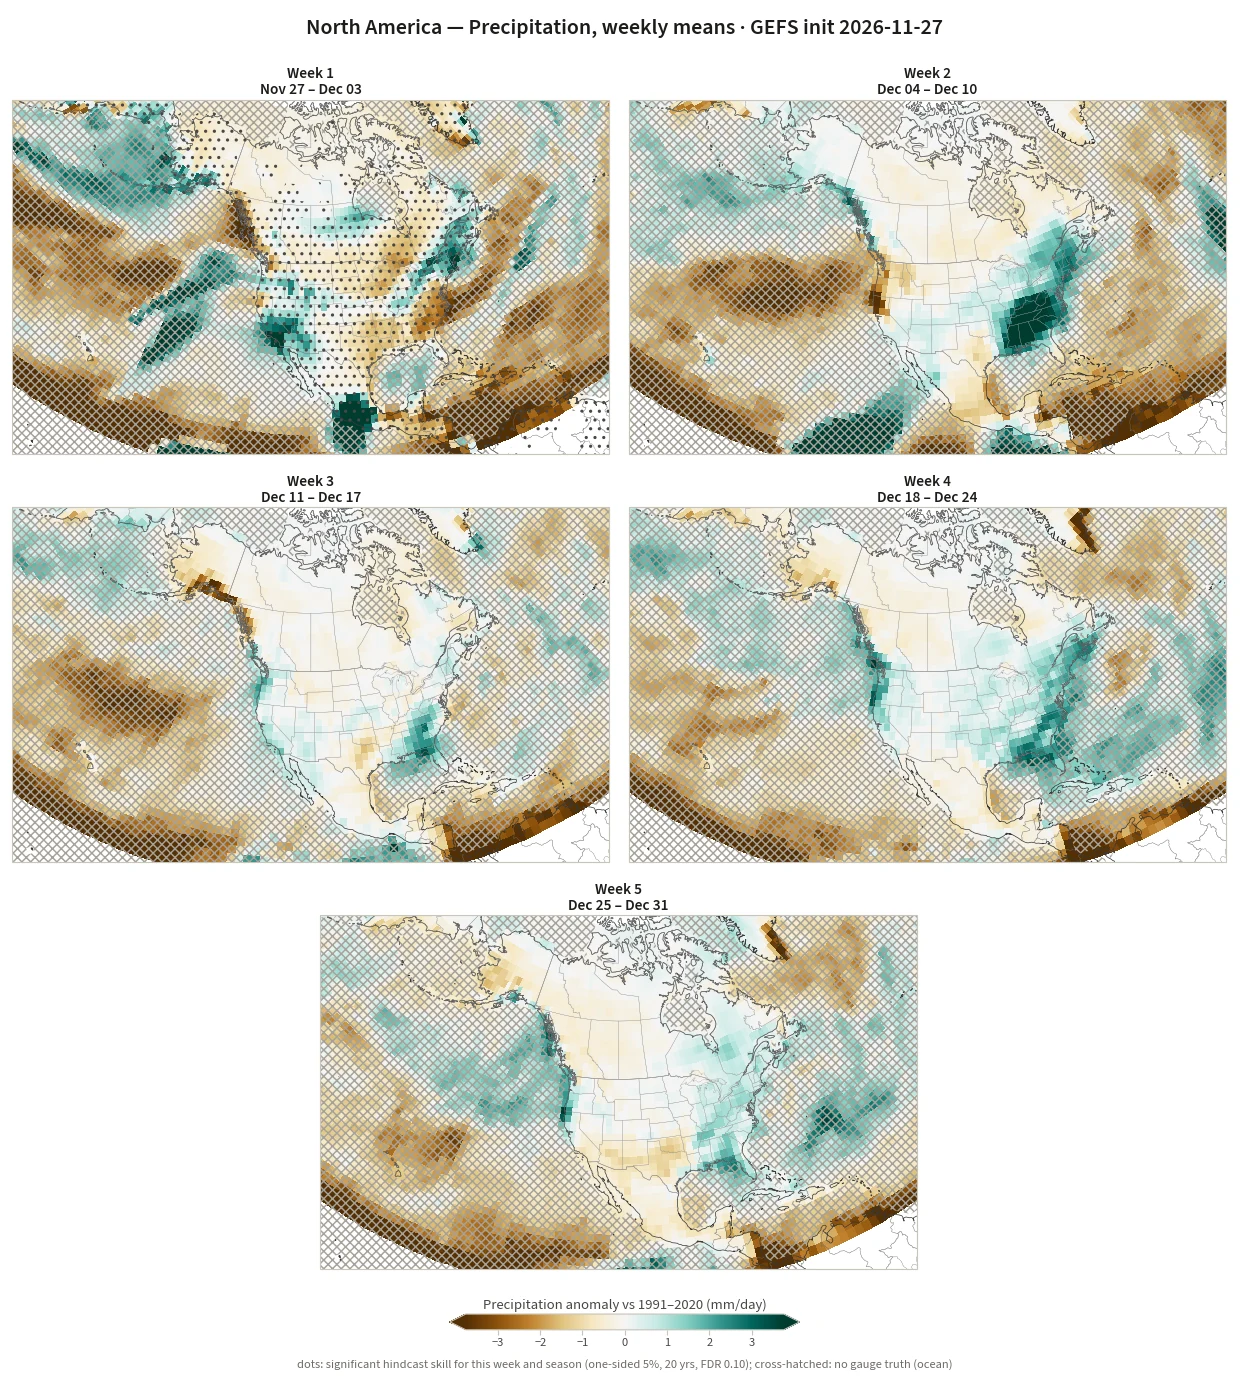 North America — Precipitation, weekly means · GEFS init 2026-11-27
Week 1
Nov 27 – Dec 03
Week 2
Dec 04 – Dec 10
Week 3
Dec 11 – Dec 17
Week 4
Dec 18 – Dec 24
Week 5
Dec 25 – Dec 31
Precipitation anomaly vs 1991–2020 (mm/day)
−3 −2 −1 0 1 2 3
dots: significant hindcast skill for this week and season (one-sided 5%, 20 yrs, FDR 0.10); cross-hatched: no gauge truth (ocean)